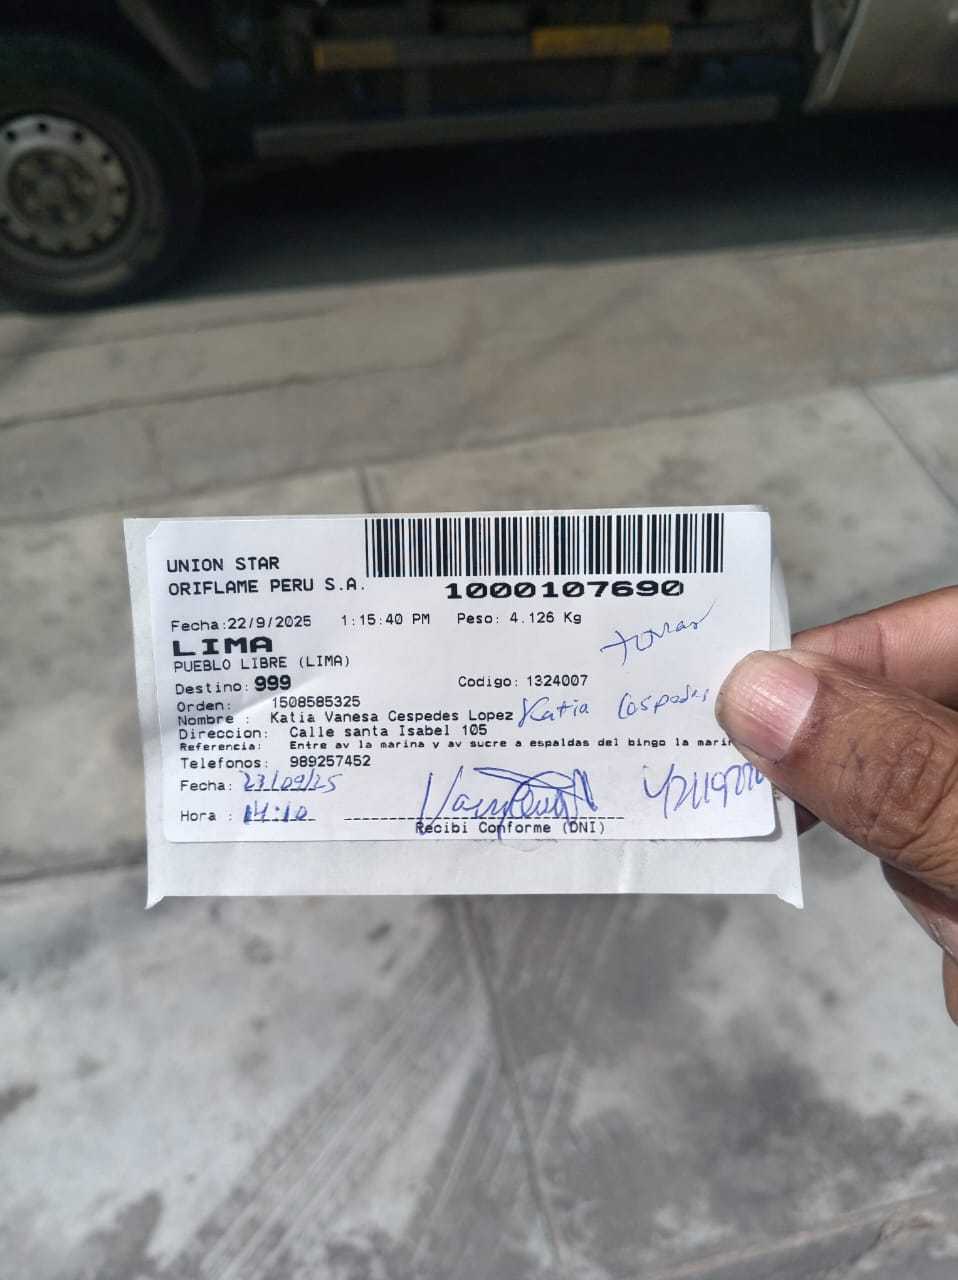 UNION STAR
ORIFLAME PERU S.A.
1000107690
Fecha:22/9/2025 1:15:40 PM Peso: 4.126 Kg
LIMA
PUEBLO LIBRE (LIMA)
Destino: 999 Codigo: 1324007
Orden: 1508585325
Nombre : Katia Vanesa Cespedes Lopez Katia Cespedes
Direccion: Calle santa Isabel 105
Referencia: Entre av la marina y av sucre a espaldas del bingo la marin
Telefonos: 989257452
Fecha: 23/09/25
Hora : 14:10
Recibi Conforme (DNI)